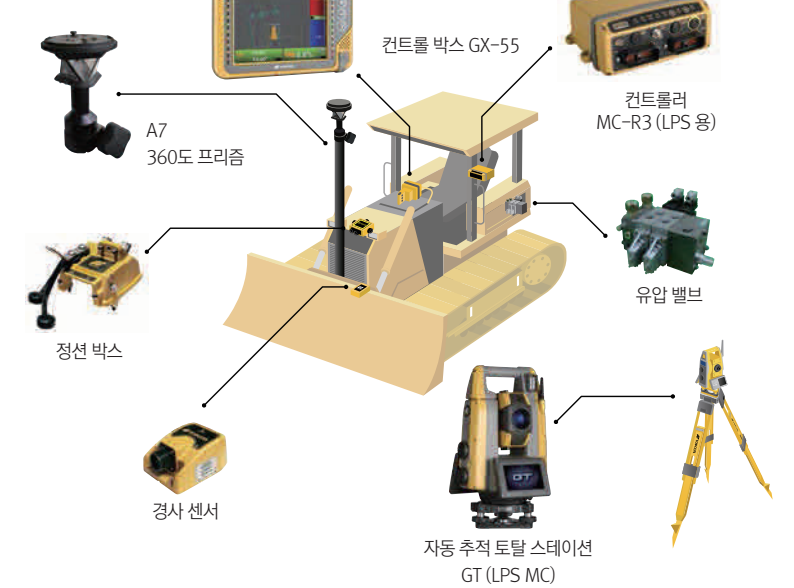 컨트롤 박스 GX-55
컨트롤러
MC-R3 (LPS 용)
A7
360도 프리즘
유압 밸브
정션 박스
경사 센서
GT
자동 추적 토탈 스테이션
GT (LPS MC)